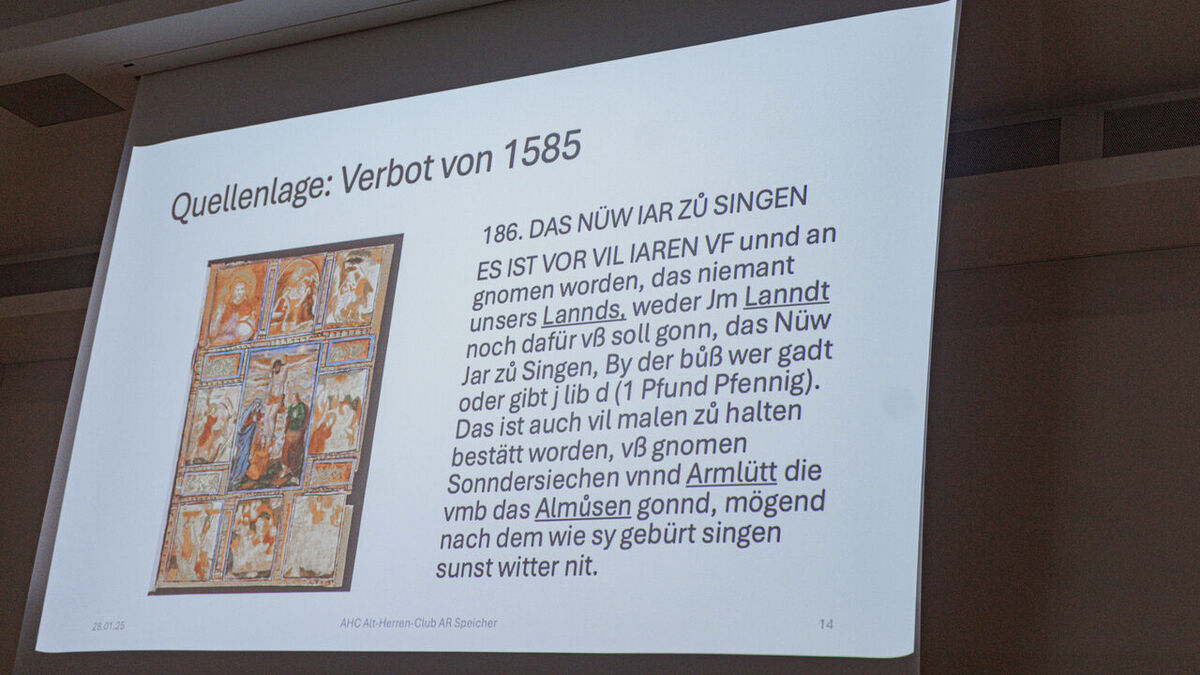 Quellenlage: Verbot von 1585
186. DAS NÜW IAR ZŮ SINGEN
ES IST VOR VIL IAREN VF unnd an
gnomen worden, das niemant
unsers Lannds, weder Jm Lanndt
noch dafür vß soll gonn, das Nüw
Jar zů Singen, By der bůß wer gadt
oder gibt j lib d (1 Pfund Pfennig).
Das ist auch vil malen zů halten
bestätt worden, vß gnomen
Sonndersiechen vnnd Armlütt die
vmb das Almůsen gonnd, mögend
nach dem wie sy gebürt singen
sunst witter nit.
28.01.25
AHC Alt-Herren-Club AR Speicher
14